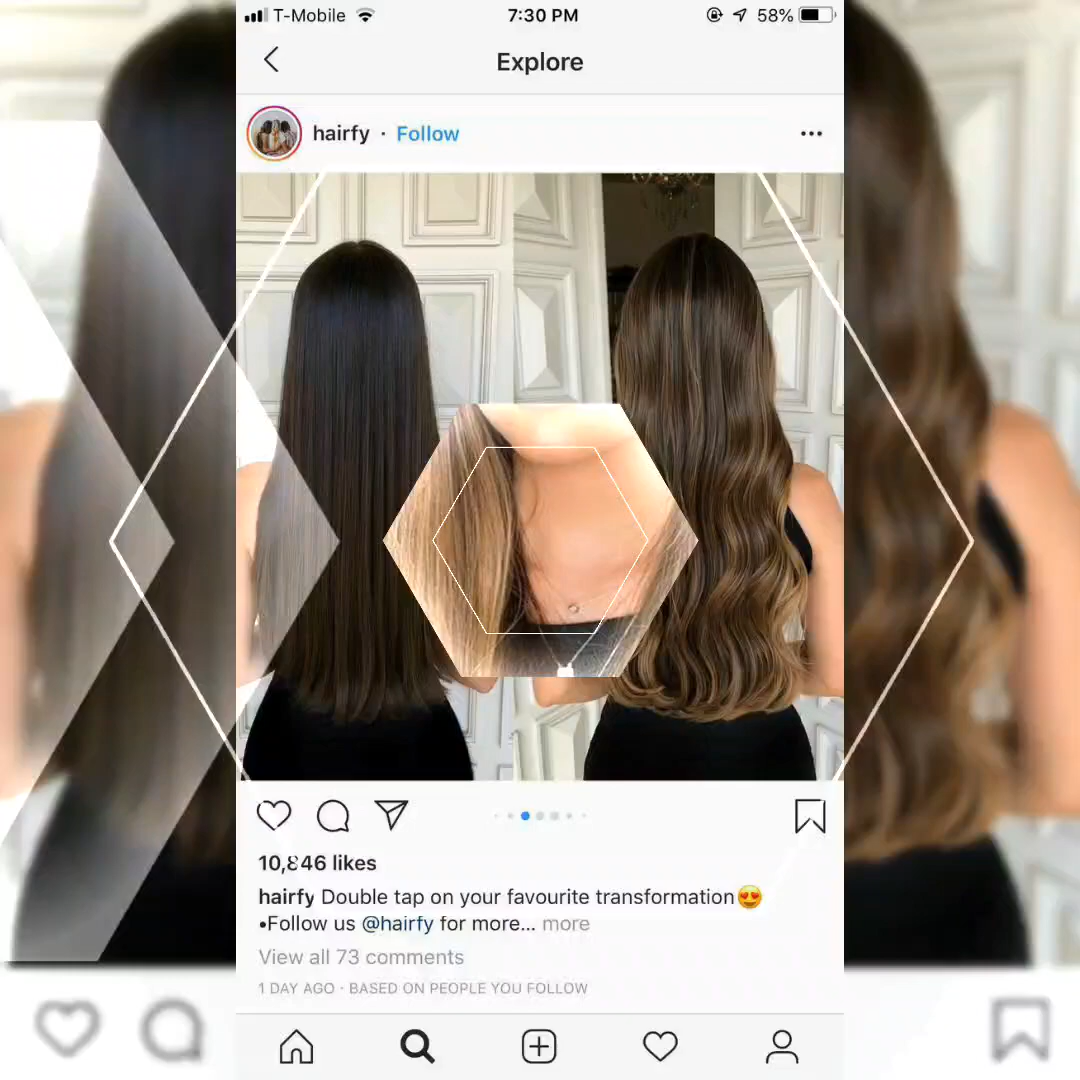 T-Mobile 7:30 PM 58%
Explore
hairfy · Follow
10,846 likes
hairfy Double tap on your favourite transformation😍
•Follow us @hairfy for more... more
View all 73 comments
1 DAY AGO · BASED ON PEOPLE YOU FOLLOW